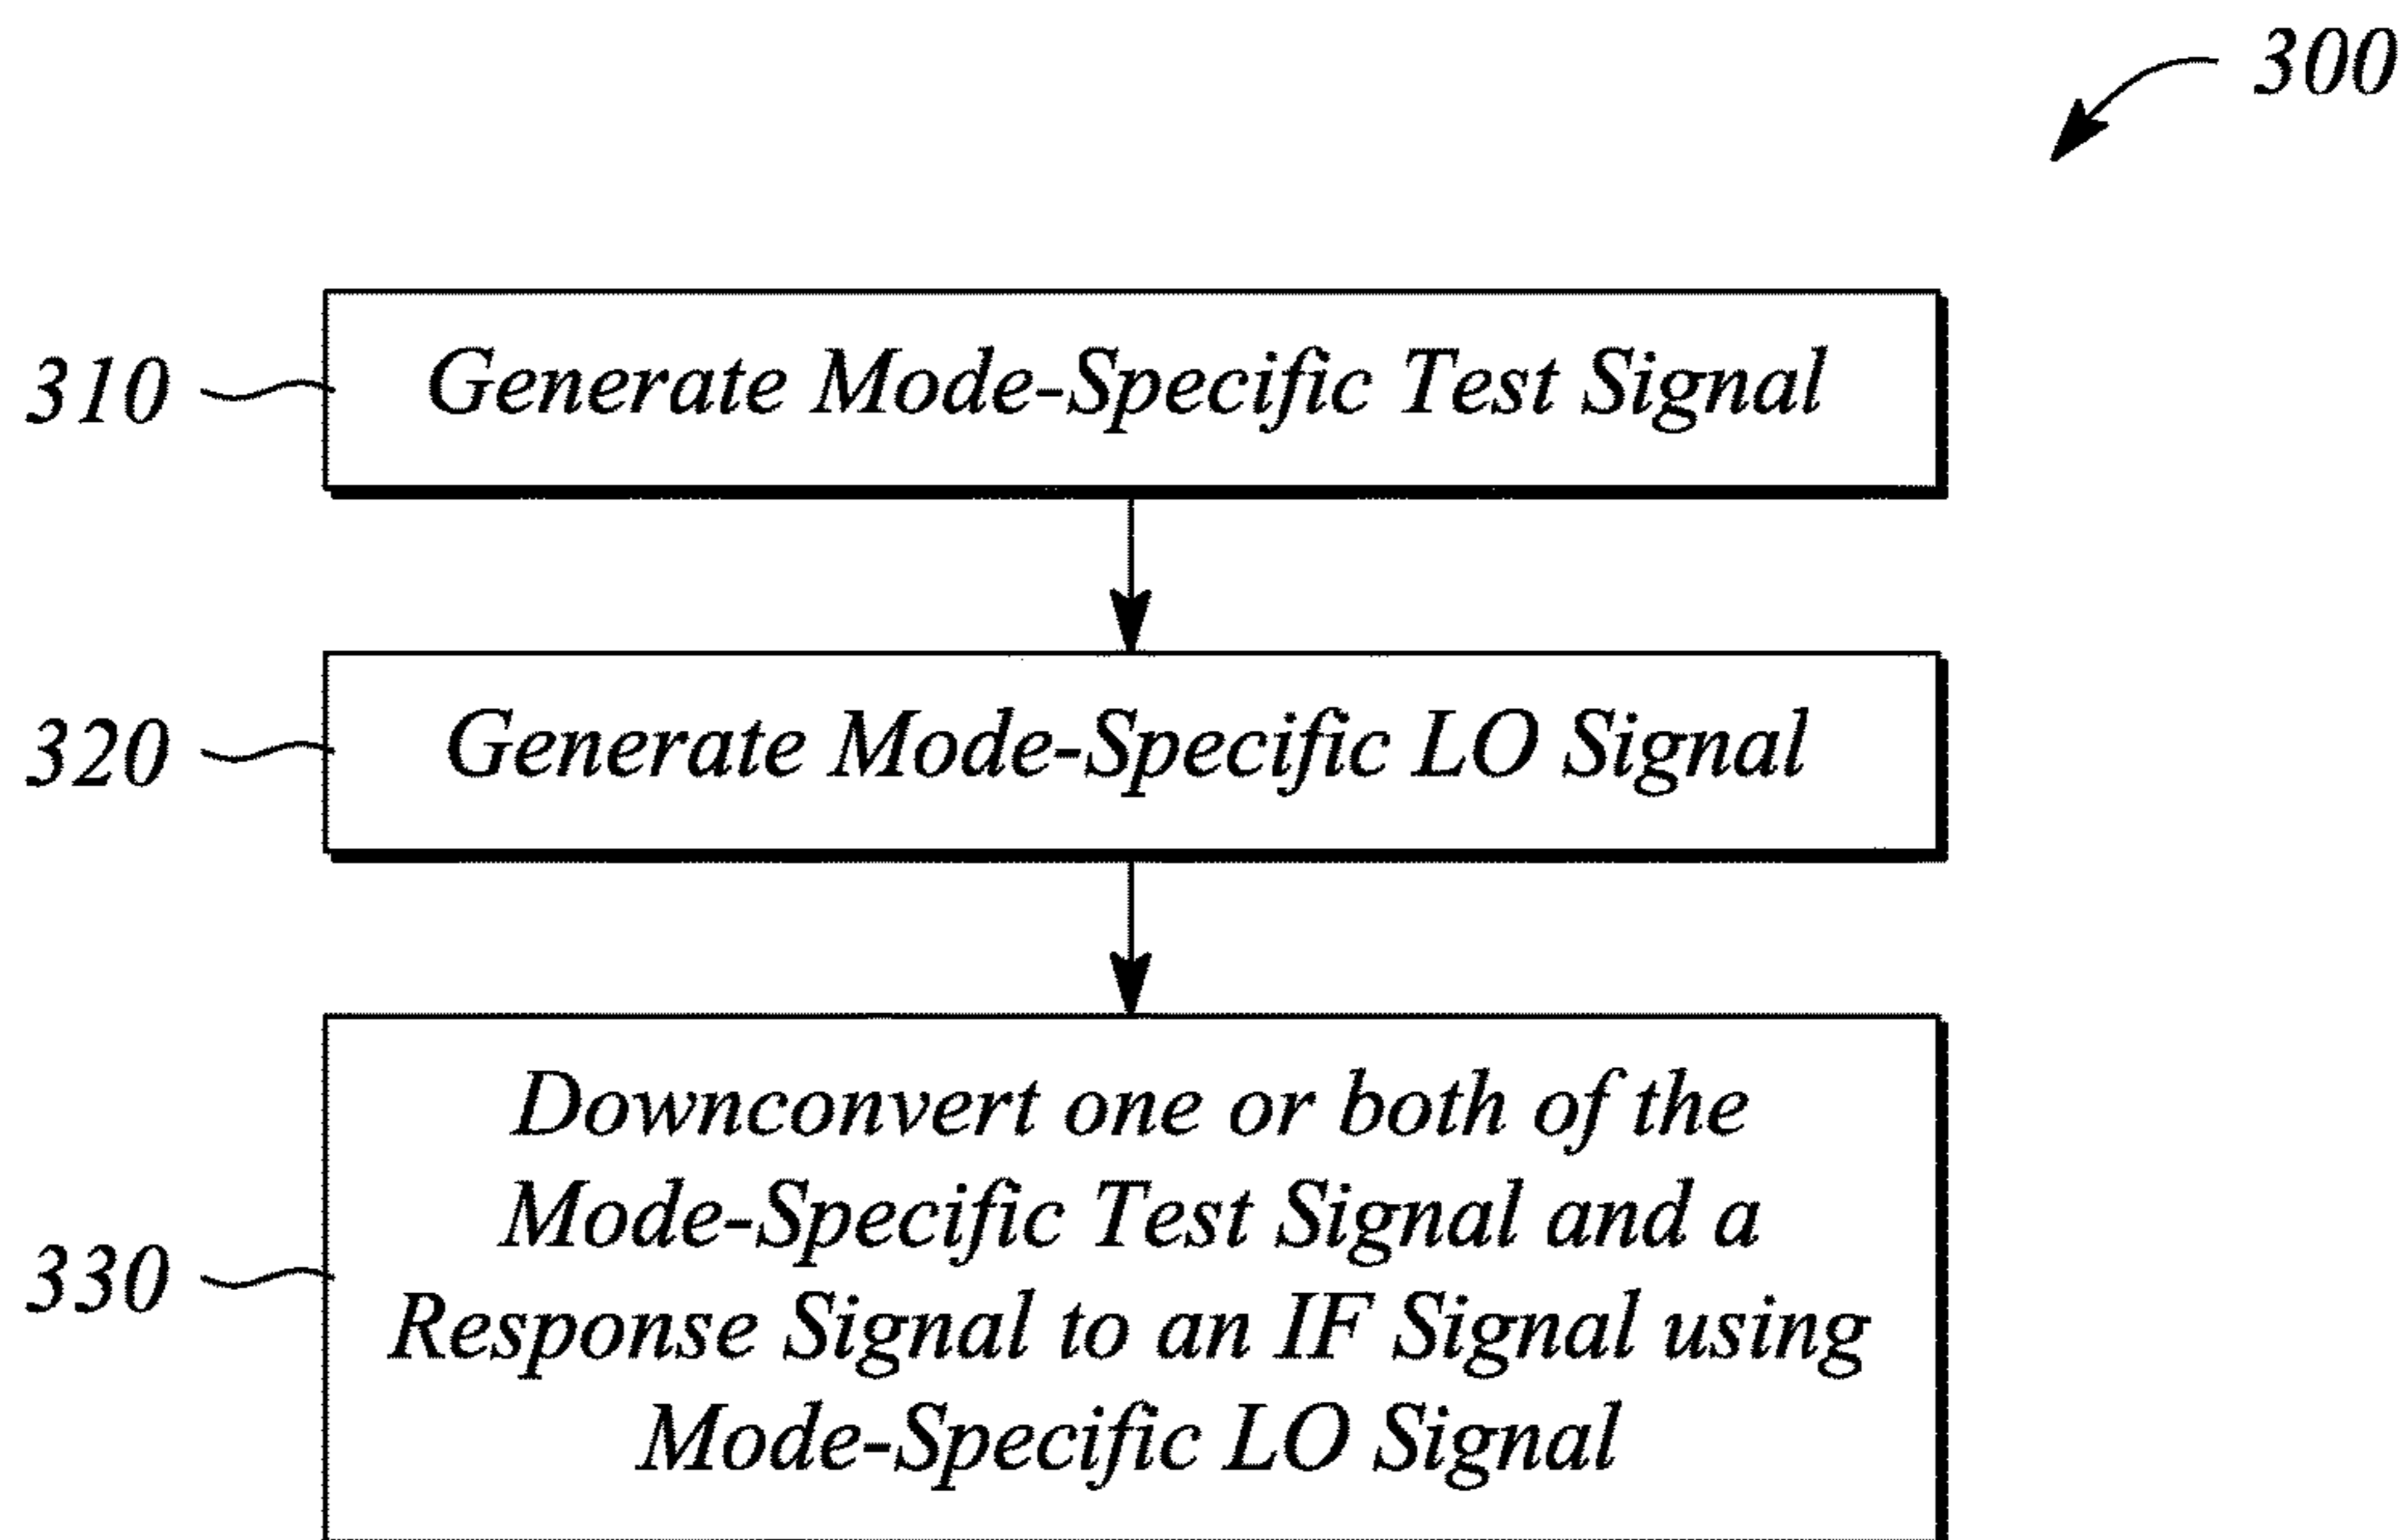 300
310
Generate Mode-Specific Test Signal
320
Generate Mode-Specific LO Signal
330
Downconvert one or both of the
Mode-Specific Test Signal and a
Response Signal to an IF Signal using
Mode-Specific LO Signal